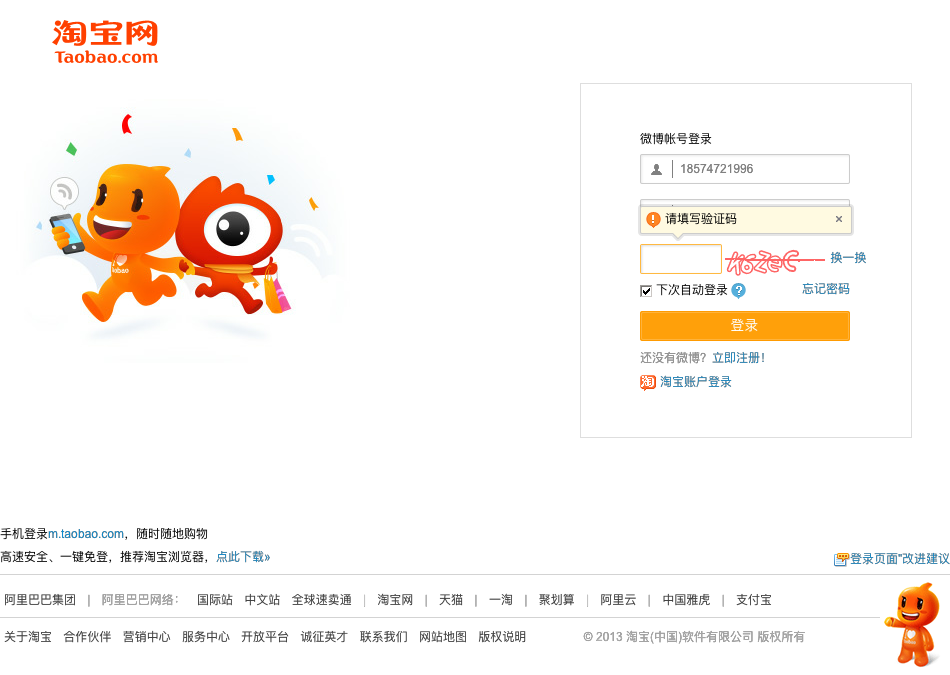 淘宝网
Taobao.com
微博帐号登录
18574721996
请填写验证码 ×
换一换
下次自动登录 ? 忘记密码
登录
还没有微博？立即注册！
淘 淘宝账户登录
手机登录m.taobao.com，随时随地购物
高速安全、一键免登，推荐淘宝浏览器，点此下载»
登录页面"改进建议
阿里巴巴集团 | 阿里巴巴网络： 国际站 中文站 全球速卖通 | 淘宝网 | 天猫 | 一淘 | 聚划算 | 阿里云 | 中国雅虎 | 支付宝
关于淘宝 合作伙伴 营销中心 服务中心 开放平台 诚征英才 联系我们 网站地图 版权说明 © 2013 淘宝(中国)软件有限公司 版权所有